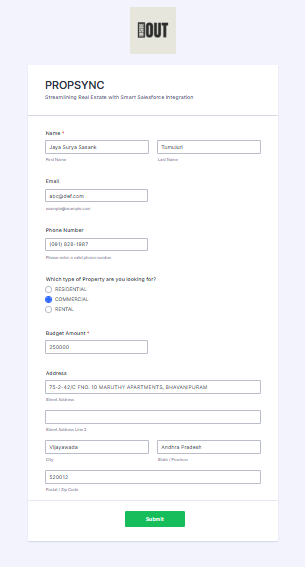 OUT
PROPSYNC
Streamlining Real Estate with Smart Salesforce Integration
Name *
Jaya Surya Sasank Tumuluri
First Name Last Name
Email
abc@def.com
example@example.com
Phone Number
(091) 828-1987
Please enter a valid phone number.
Which type of Property are you looking for?
RESIDENTIAL
COMMERCIAL
RENTAL
Budget Amount *
250000
Address
75-2-42/C FNO. 10 MARUTHY APARTMENTS, BHAVANIPURAM
Street Address
Street Address Line 2
Vijayawada Andhra Pradesh
City State / Province
520012
Postal / Zip Code
Submit